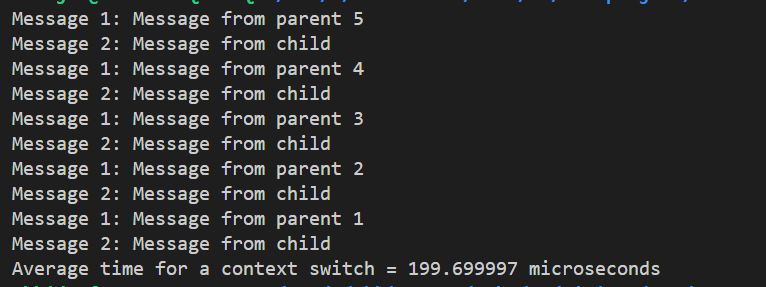 Message 1: Message from parent 5
Message 2: Message from child
Message 1: Message from parent 4
Message 2: Message from child
Message 1: Message from parent 3
Message 2: Message from child
Message 1: Message from parent 2
Message 2: Message from child
Message 1: Message from parent 1
Message 2: Message from child
Average time for a context switch = 199.699997 microseconds